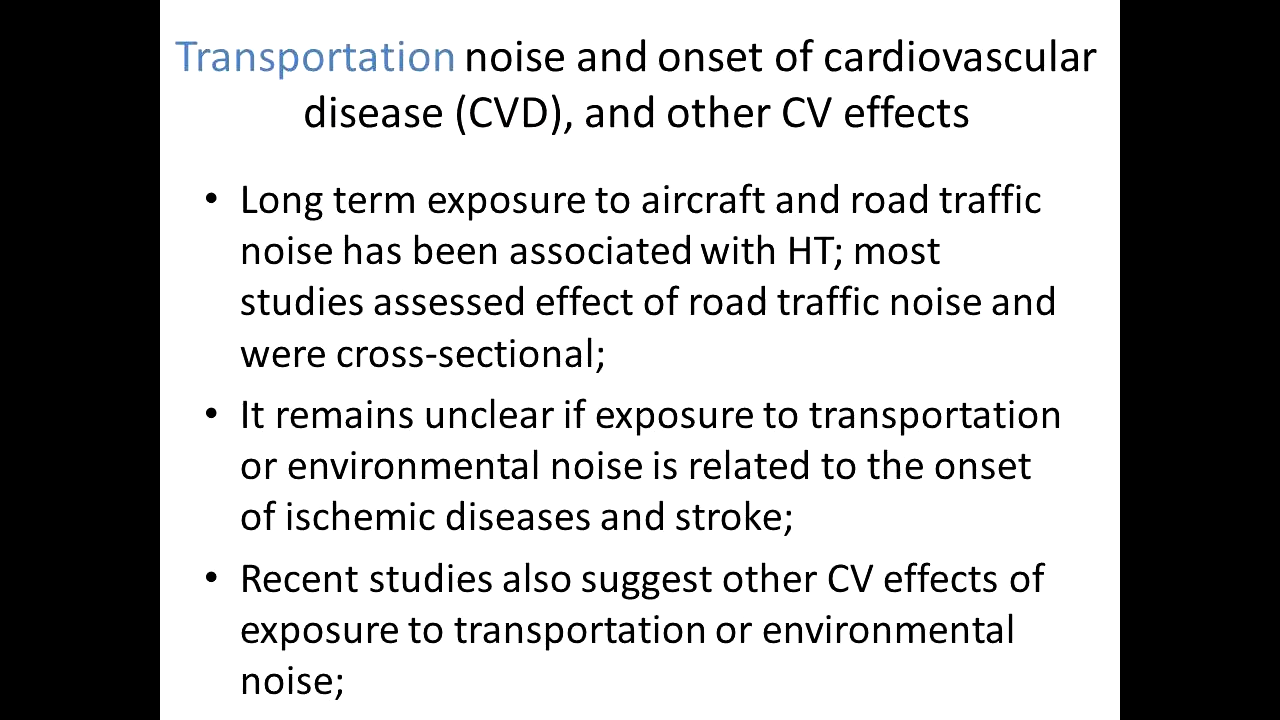 Transportation noise and onset of cardiovascular
disease (CVD), and other CV effects
• Long term exposure to aircraft and road traffic
noise has been associated with HT; most
studies assessed effect of road traffic noise and
were cross-sectional;
• It remains unclear if exposure to transportation
or environmental noise is related to the onset
of ischemic diseases and stroke;
• Recent studies also suggest other CV effects of
exposure to transportation or environmental
noise;